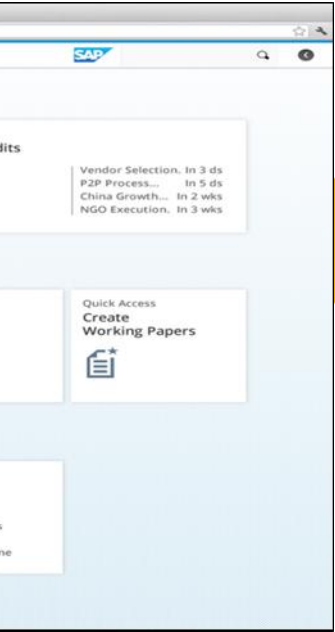 SAP
dits
Vendor Selection. In 3 ds
P2P Process... In 5 ds
China Growth... In 2 wks
NGO Execution. In 3 wks
Quick Access
Create
Working Papers
s
ne